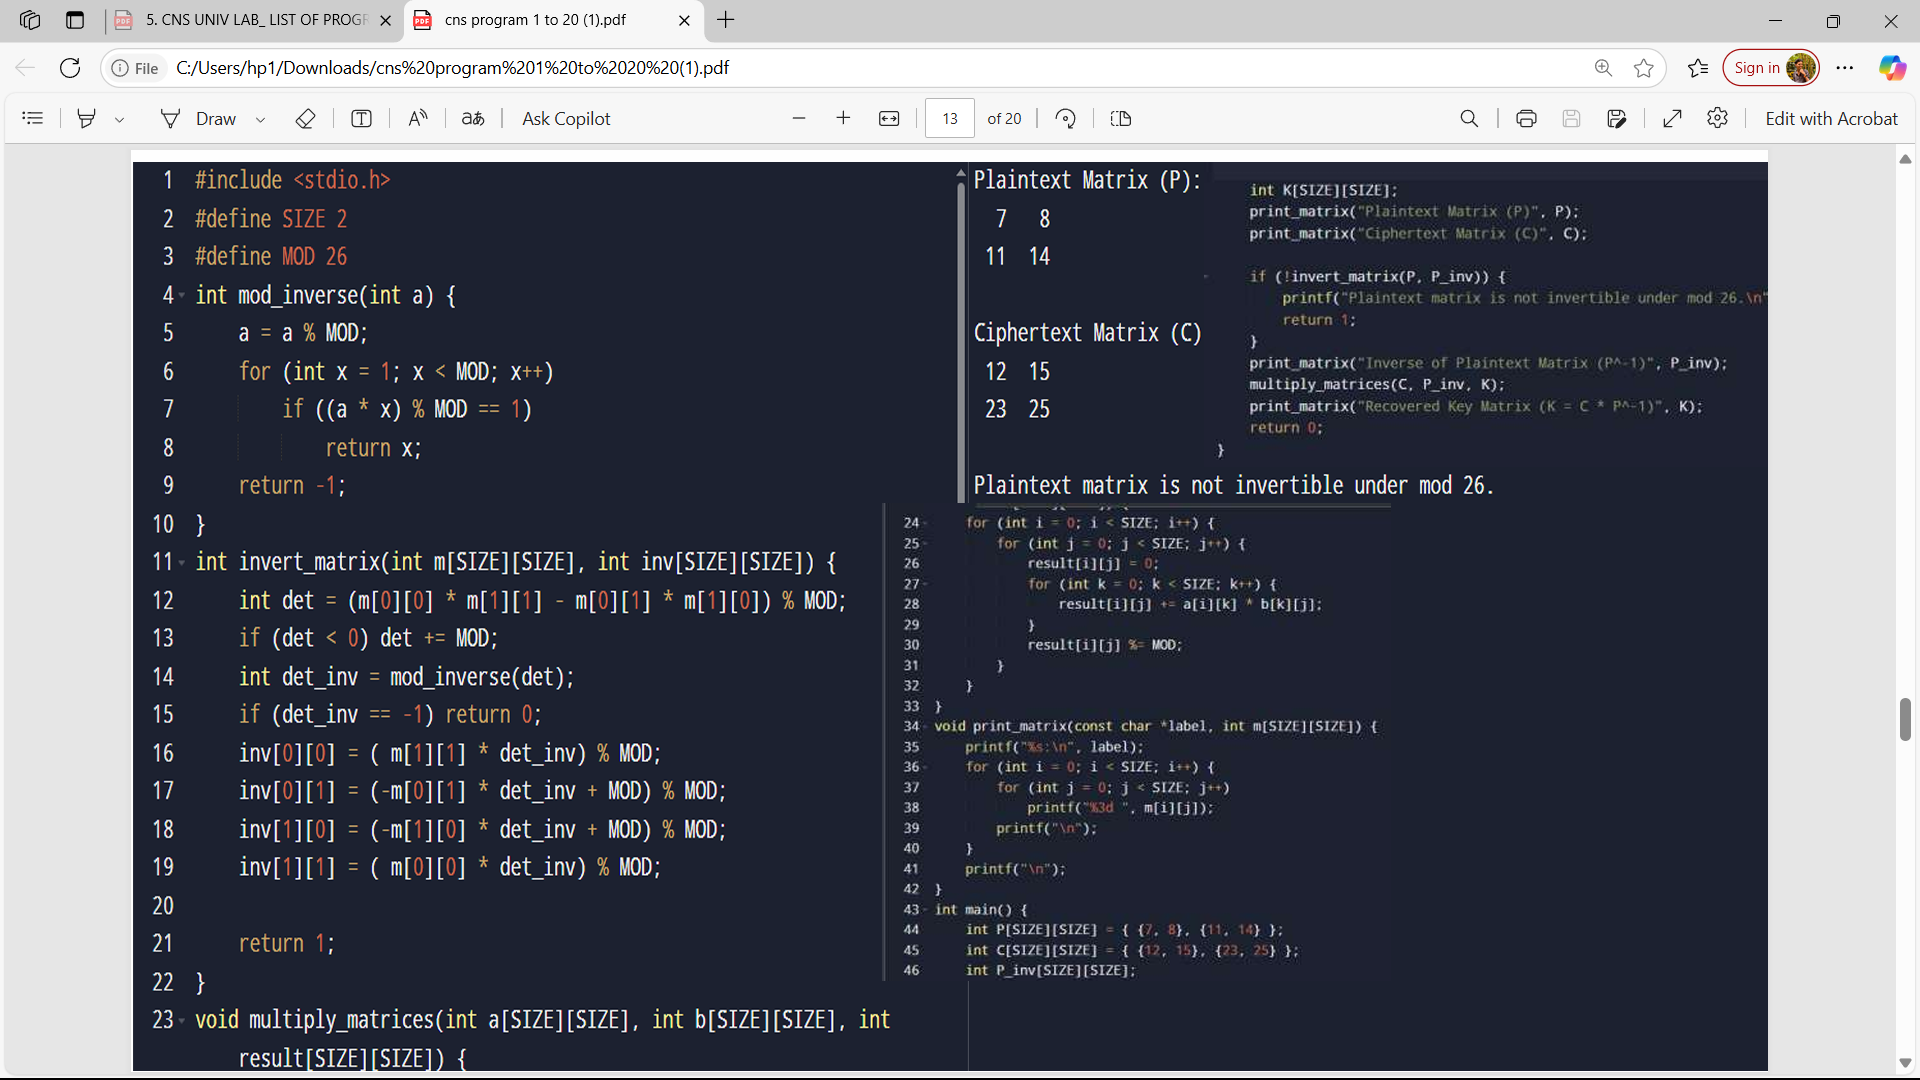 5. CNS UNIV LAB_ LIST OF PROGR
cns program 1 to 20 (1).pdf
File
C:/Users/hp1/Downloads/cns%20program%201%20to%2020%20(1).pdf
Sign in
Draw
Ask Copilot
13
of 20
Edit with Acrobat
1 #include <stdio.h>
2 #define SIZE 2
3 #define MOD 26
4 int mod_inverse(int a) {
5 a = a % MOD;
6 for (int x = 1; x < MOD; x++)
7 if ((a * x) % MOD == 1)
8 return x;
9 return -1;
10 }
11 int invert_matrix(int m[SIZE][SIZE], int inv[SIZE][SIZE]) {
12 int det = (m[0][0] * m[1][1] - m[0][1] * m[1][0]) % MOD;
13 if (det < 0) det += MOD;
14 int det_inv = mod_inverse(det);
15 if (det_inv == -1) return 0;
16 inv[0][0] = ( m[1][1] * det_inv) % MOD;
17 inv[0][1] = (-m[0][1] * det_inv + MOD) % MOD;
18 inv[1][0] = (-m[1][0] * det_inv + MOD) % MOD;
19 inv[1][1] = ( m[0][0] * det_inv) % MOD;
20
21 return 1;
22 }
23 void multiply_matrices(int a[SIZE][SIZE], int b[SIZE][SIZE], int
result[SIZE][SIZE]) {
Plaintext Matrix (P):
7 8
11 14
Ciphertext Matrix (C)
12 15
23 25
Plaintext matrix is not invertible under mod 26.
int K[SIZE][SIZE];
print_matrix("Plaintext Matrix (P)", P);
print_matrix("Ciphertext Matrix (C)", C);
if (!invert_matrix(P, P_inv)) {
printf("Plaintext matrix is not invertible under mod 26.\n"
return 1;
}
print_matrix("Inverse of Plaintext Matrix (P^-1)", P_inv);
multiply_matrices(C, P_inv, K);
print_matrix("Recovered Key Matrix (K = C * P^-1)", K);
return 0;
}
24 for (int i = 0; i < SIZE; i++) {
25 for (int j = 0; j < SIZE; j++) {
26 result[i][j] = 0;
27 for (int k = 0; k < SIZE; k++) {
28 result[i][j] += a[i][k] * b[k][j];
29 }
30 result[i][j] %= MOD;
31 }
32 }
33 }
34 void print_matrix(const char *label, int m[SIZE][SIZE]) {
35 printf("%s:\n", label);
36 for (int i = 0; i < SIZE; i++) {
37 for (int j = 0; j < SIZE; j++)
38 printf("%3d ", m[i][j]);
39 printf("\n");
40 }
41 printf("\n");
42 }
43 int main() {
44 int P[SIZE][SIZE] = { {7, 8}, {11, 14} };
45 int C[SIZE][SIZE] = { {12, 15}, {23, 25} };
46 int P_inv[SIZE][SIZE];